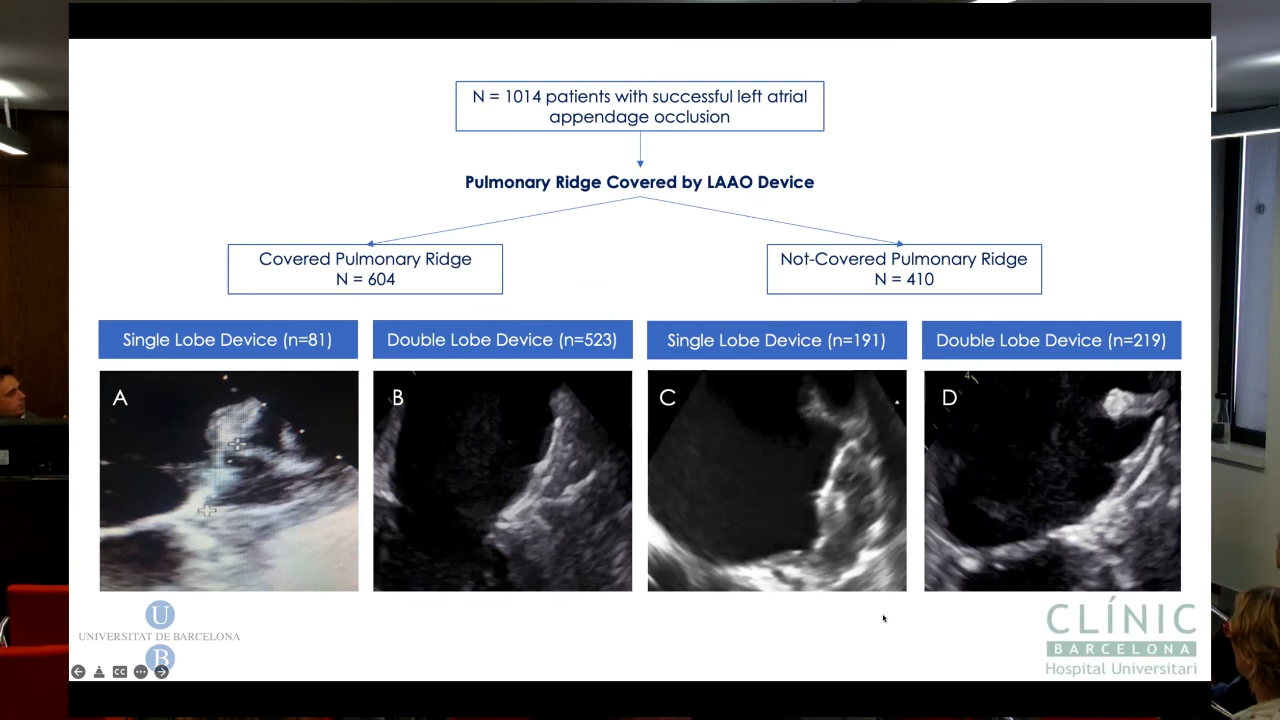 N = 1014 patients with successful left atrial
appendage occlusion
Pulmonary Ridge Covered by LAAO Device
Covered Pulmonary Ridge
N = 604
Not-Covered Pulmonary Ridge
N = 410
Single Lobe Device (n=81)
Double Lobe Device (n=523)
Single Lobe Device (n=191)
Double Lobe Device (n=219)
A
B
C
D
U
UNIVERSITAT DE BARCELONA
B
CC
CLÍNIC
BARCELONA
Hospital Universitari